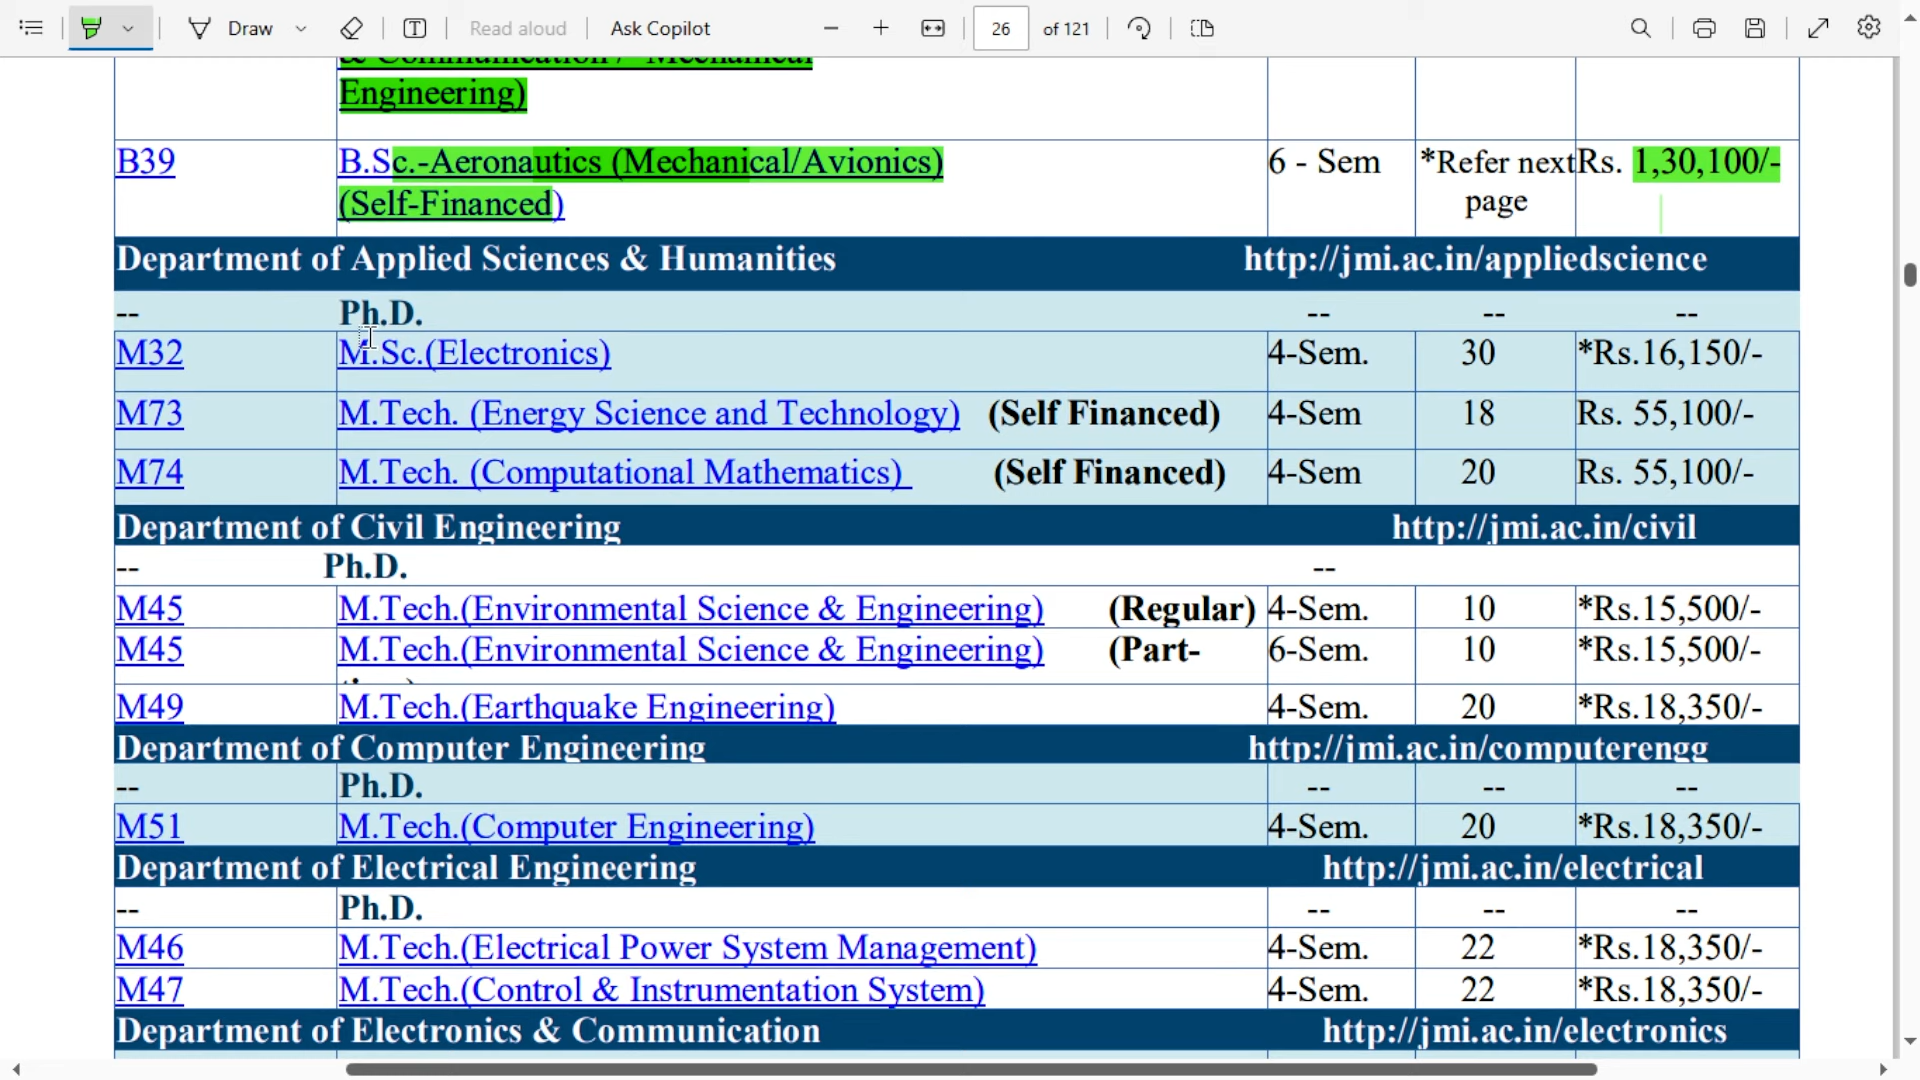 Draw Read aloud Ask Copilot 26 of 121
& Communication / Mechanical
Engineering)
B39 B.Sc.-Aeronautics (Mechanical/Avionics) 6 - Sem *Refer next Rs. 1,30,100/-
(Self-Financed) page
Department of Applied Sciences & Humanities http://jmi.ac.in/appliedscience
-- Ph.D. -- -- --
M32 M.Sc.(Electronics) 4-Sem. 30 *Rs.16,150/-
M73 M.Tech. (Energy Science and Technology) (Self Financed) 4-Sem 18 Rs. 55,100/-
M74 M.Tech. (Computational Mathematics) (Self Financed) 4-Sem 20 Rs. 55,100/-
Department of Civil Engineering http://jmi.ac.in/civil
-- Ph.D. --
M45 M.Tech.(Environmental Science & Engineering) (Regular) 4-Sem. 10 *Rs.15,500/-
M45 M.Tech.(Environmental Science & Engineering) (Part- 6-Sem. 10 *Rs.15,500/-
M49 M.Tech.(Earthquake Engineering) 4-Sem. 20 *Rs.18,350/-
Department of Computer Engineering http://jmi.ac.in/computerengg
-- Ph.D. -- -- --
M51 M.Tech.(Computer Engineering) 4-Sem. 20 *Rs.18,350/-
Department of Electrical Engineering http://jmi.ac.in/electrical
-- Ph.D. -- -- --
M46 M.Tech.(Electrical Power System Management) 4-Sem. 22 *Rs.18,350/-
M47 M.Tech.(Control & Instrumentation System) 4-Sem. 22 *Rs.18,350/-
Department of Electronics & Communication http://jmi.ac.in/electronics